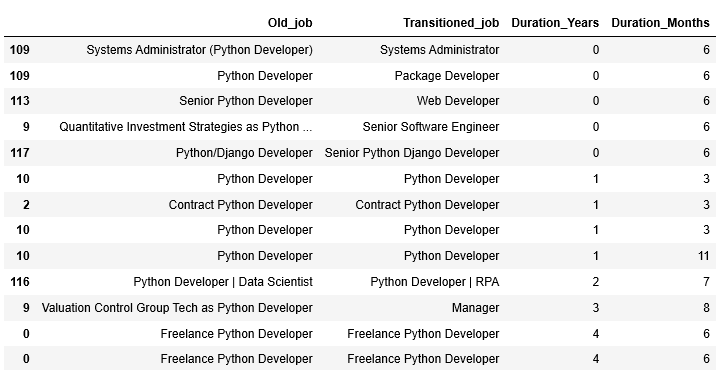 Old_job Transitioned_job Duration_Years Duration_Months
109 Systems Administrator (Python Developer) Systems Administrator 0 6
109 Python Developer Package Developer 0 6
113 Senior Python Developer Web Developer 0 6
9 Quantitative Investment Strategies as Python ... Senior Software Engineer 0 6
117 Python/Django Developer Senior Python Django Developer 0 6
10 Python Developer Python Developer 1 3
2 Contract Python Developer Contract Python Developer 1 3
10 Python Developer Python Developer 1 3
10 Python Developer Python Developer 1 11
116 Python Developer | Data Scientist Python Developer | RPA 2 7
9 Valuation Control Group Tech as Python Developer Manager 3 8
0 Freelance Python Developer Freelance Python Developer 4 6
0 Freelance Python Developer Freelance Python Developer 4 6